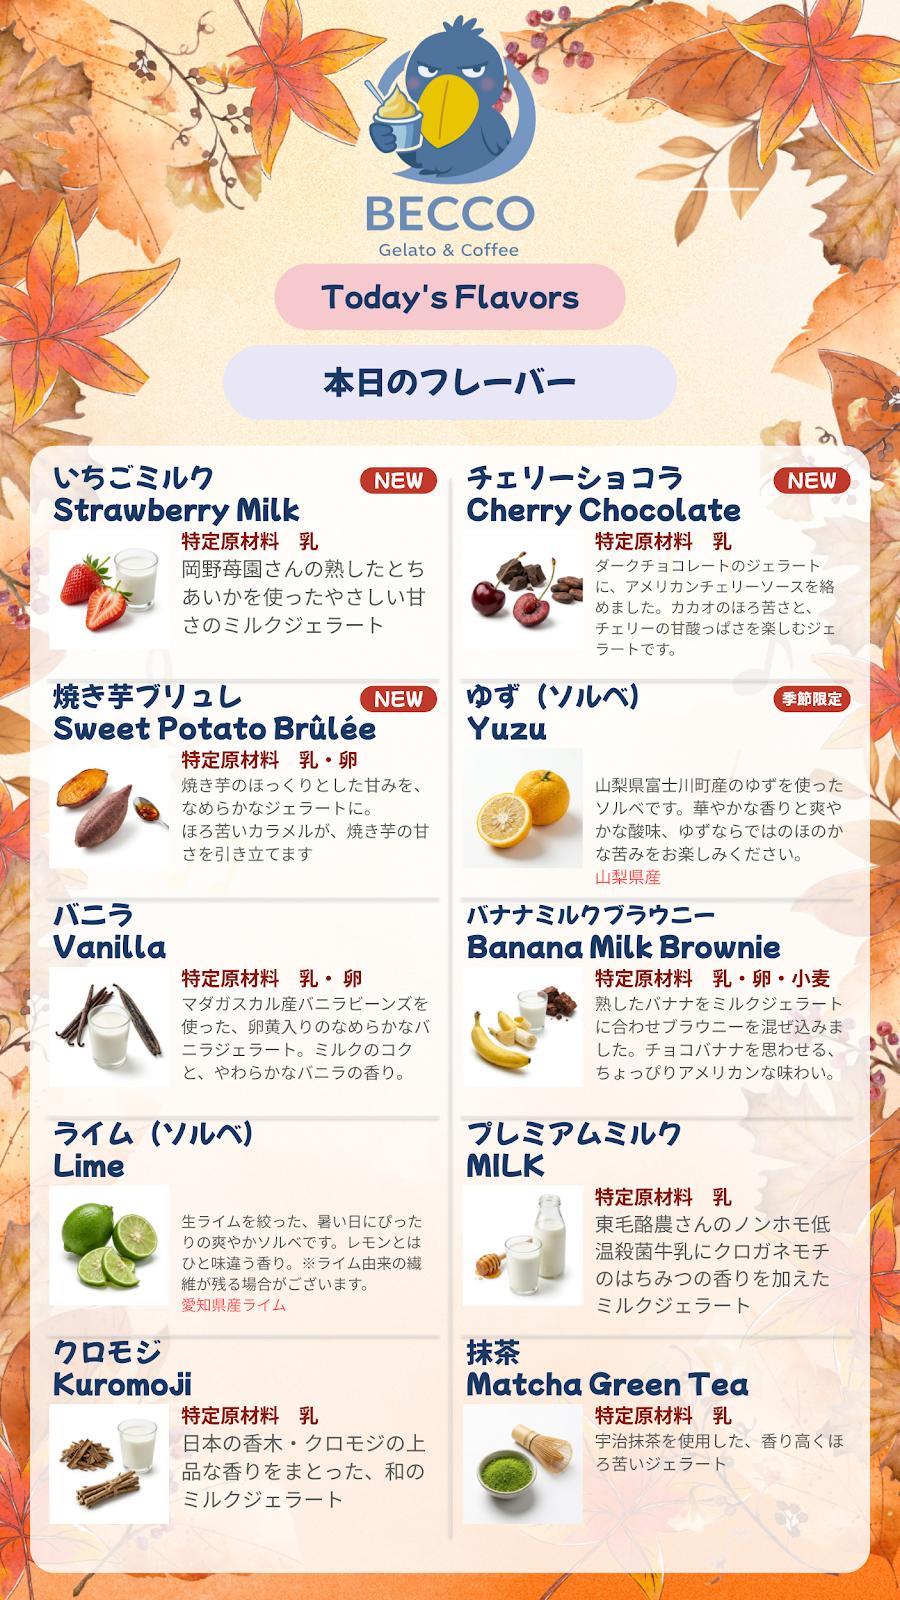 BECCO
Gelato & Coffee
Today's Flavors
本日のフレーバー
いちごミルク
NEW
Strawberry Milk
特定原材料　乳
岡野苺園さんの熟したとち
あいかを使ったやさしい甘
さのミルクジェラート
チェリーショコラ
NEW
Cherry Chocolate
特定原材料　乳
ダークチョコレートのジェラート
に、アメリカンチェリーソースを絡
めました。カカオのほろ苦さと、
チェリーの甘酸っぱさを楽しむジェ
ラートです。
焼き芋ブリュレ
NEW
Sweet Potato Brûlée
特定原材料　乳・卵
焼き芋のほっくりとした甘みを、
なめらかなジェラートに。
ほろ苦いカラメルが、焼き芋の甘
さを引き立てます
ゆず（ソルベ）
季節限定
Yuzu
山梨県富士川町産のゆずを使った
ソルベです。華やかな香りと爽や
かな酸味、ゆずならではのほのか
な苦みをお楽しみください。
山梨県産
バニラ
Vanilla
特定原材料　乳・ 卵
マダガスカル産バニラビーンズを
使った、卵黄入りのなめらかなバ
ニラジェラート。ミルクのコク
と、やわらかなバニラの香り。
バナナミルクブラウニー
Banana Milk Brownie
特定原材料　乳・卵・小麦
熟したバナナをミルクジェラート
に合わせブラウニーを混ぜ込みま
した。チョコバナナを思わせる、
ちょっぴりアメリカンな味わい。
ライム（ソルベ）
Lime
生ライムを絞った、暑い日にぴった
りの爽やかソルベです。レモンとは
ひと味違う香り。※ライム由来の繊
維が残る場合がございます。
愛知県産ライム
プレミアムミルク
MILK
特定原材料　乳
東毛酪農さんのノンホモ低
温殺菌牛乳にクロガネモチ
のはちみつの香りを加えた
ミルクジェラート
クロモジ
Kuromoji
特定原材料　乳
日本の香木・クロモジの上
品な香りをまとった、和の
ミルクジェラート
抹茶
Matcha Green Tea
特定原材料　乳
宇治抹茶を使用した、香り高くほ
ろ苦いジェラート